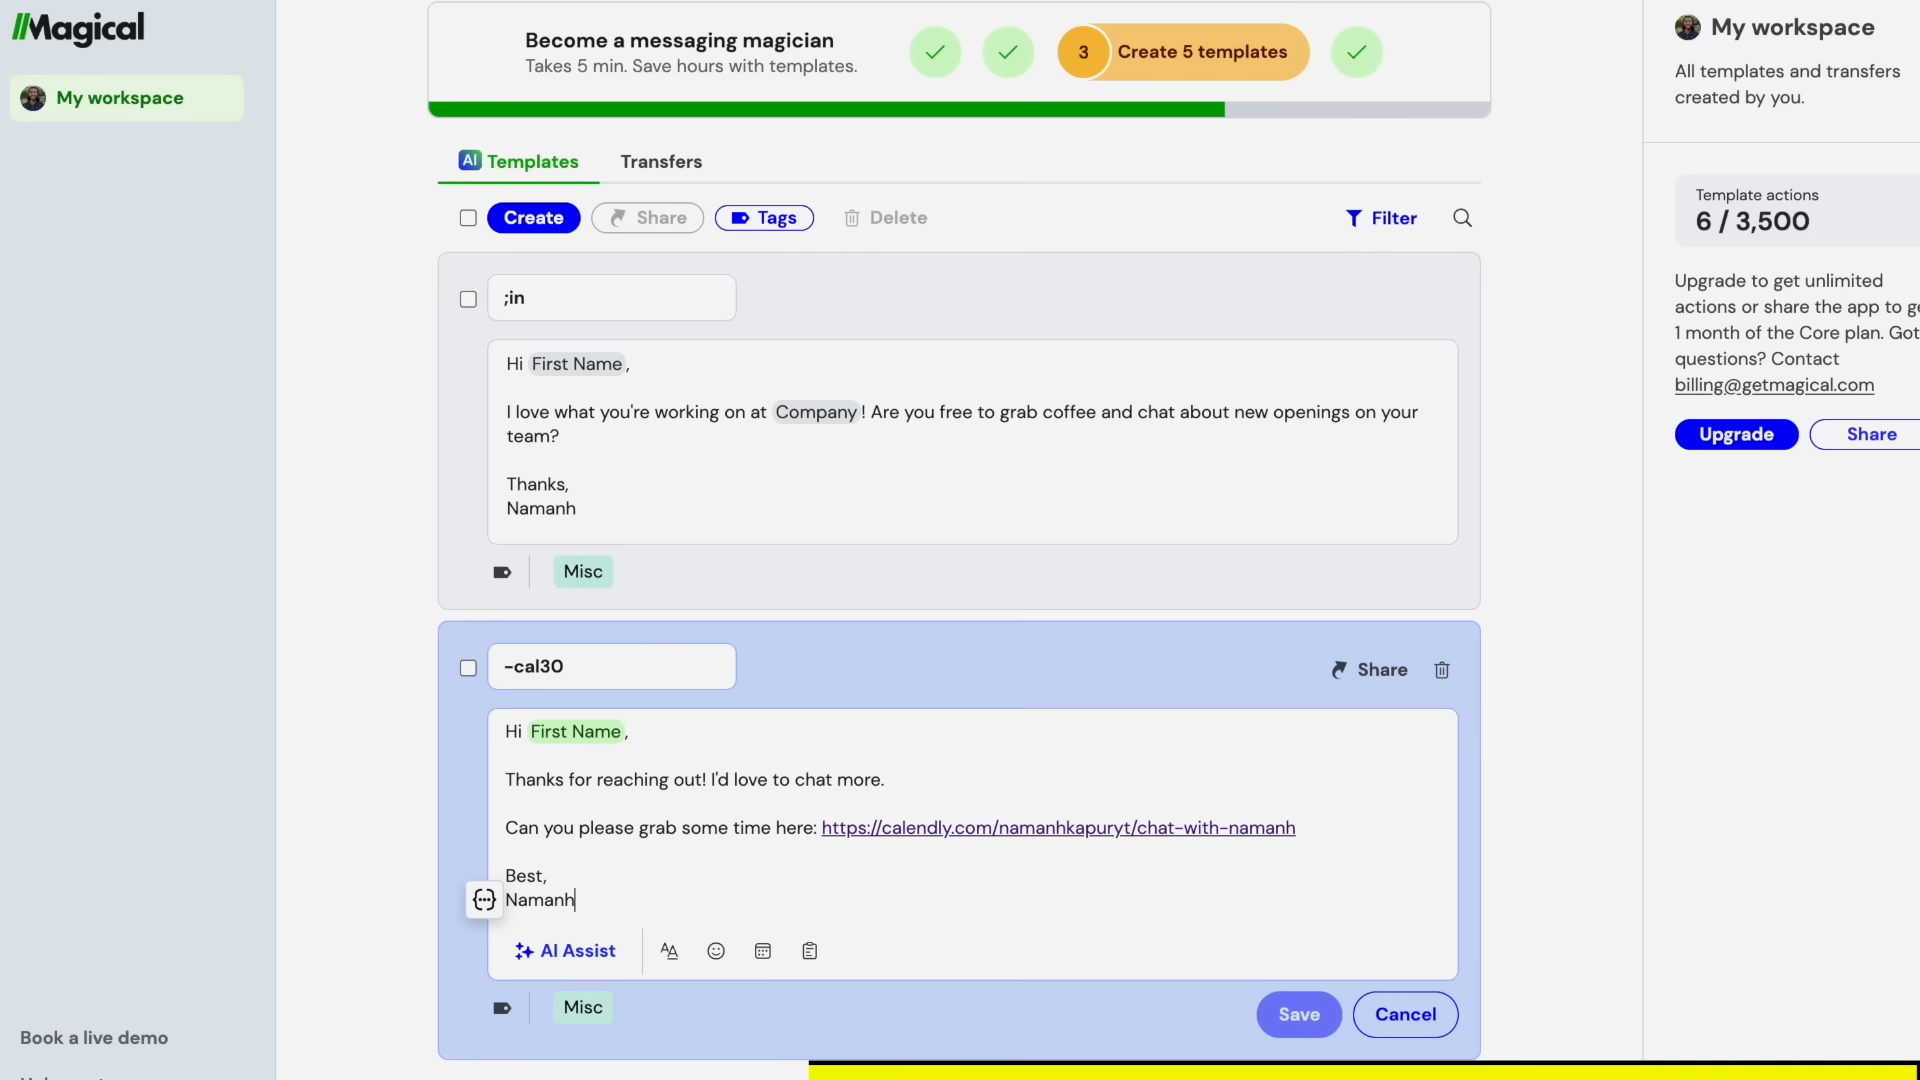 Magical
My workspace
Book a live demo
Become a messaging magician
Takes 5 min. Save hours with templates.
3
Create 5 templates
AI Templates
Transfers
Create
Share
Tags
Delete
Filter
;in
Hi First Name,
I love what you're working on at Company! Are you free to grab coffee and chat about new openings on your
team?
Thanks,
Namanh
Misc
-cal30
Share
Hi First Name,
Thanks for reaching out! I'd love to chat more.
Can you please grab some time here: https://calendly.com/namanhkapuryt/chat-with-namanh
Best,
Namanh
AI Assist
Misc
Save
Cancel
My workspace
All templates and transfers
created by you.
Template actions
6 / 3,500
Upgrade to get unlimited
actions or share the app to
1 month of the Core plan. Got
questions? Contact
billing@getmagical.com
Upgrade
Share